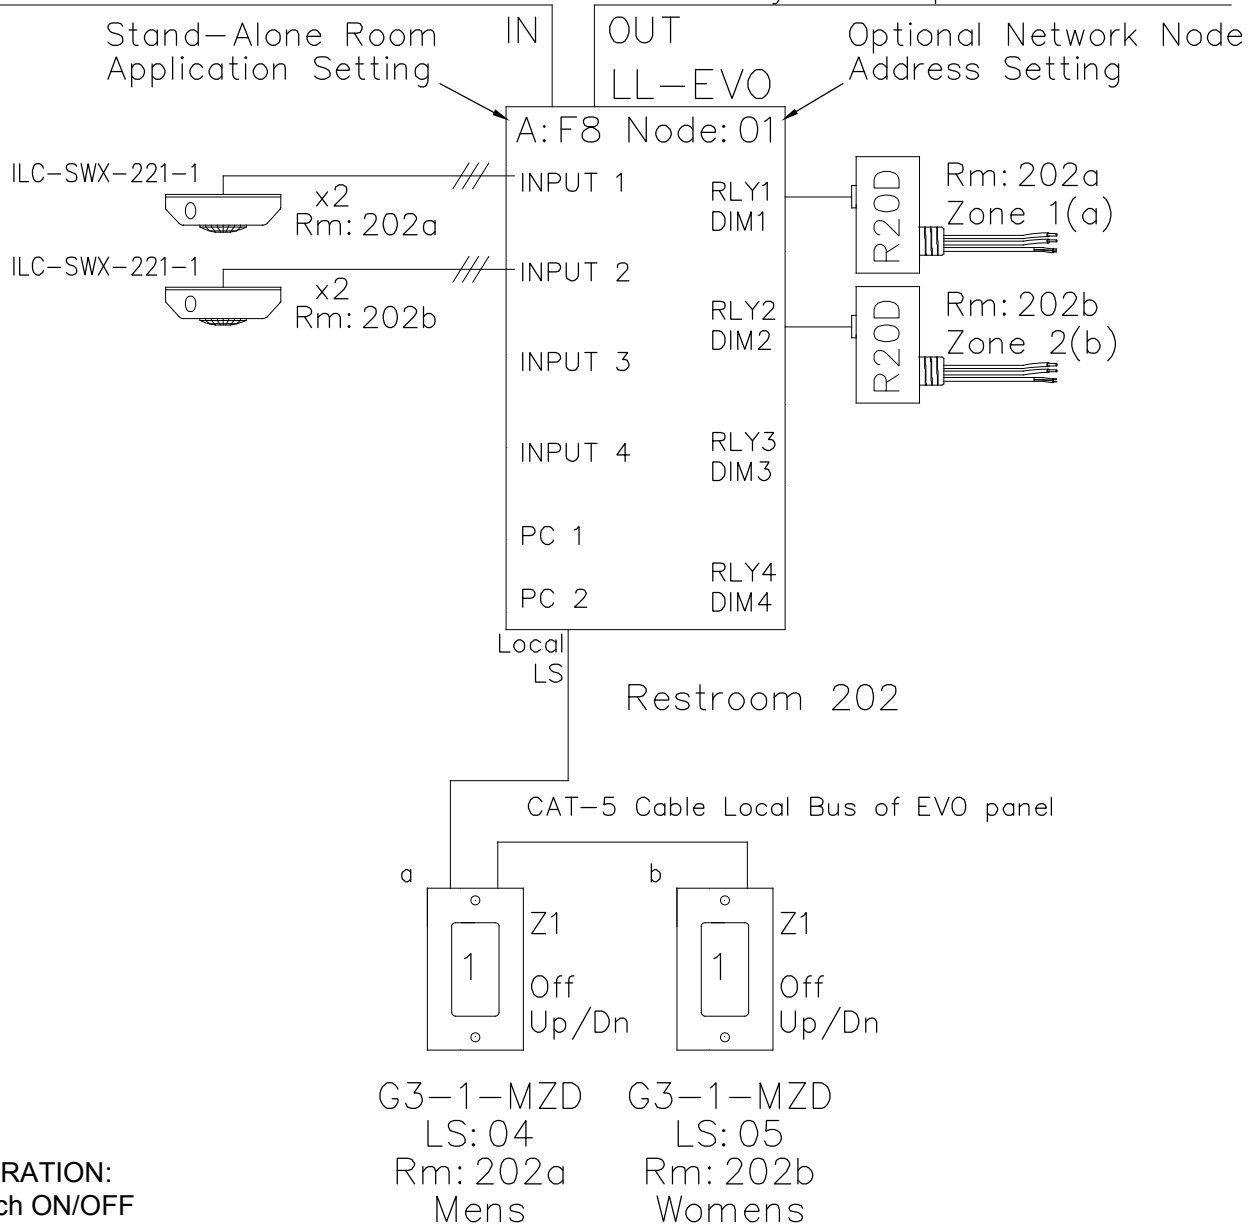 Stand-Alone Room
Application Setting
IN
OUT
LL-EVO
Optional Network Node
Address Setting
A: F8 Node: 01
ILC-SWX-221-1
x2
Rm: 202a
INPUT 1
RLY1
DIM1
R20D
Rm: 202a
Zone 1(a)
ILC-SWX-221-1
x2
Rm: 202b
INPUT 2
RLY2
DIM2
R20D
Rm: 202b
Zone 2(b)
INPUT 3
INPUT 4
RLY3
DIM3
PC 1
PC 2
RLY4
DIM4
Local
LS
Restroom 202
CAT-5 Cable Local Bus of EVO panel
a
1
Z1
Off
Up/Dn
b
1
Z1
Off
Up/Dn
G3-1-MZD
LS: 04
Rm: 202a
Mens
G3-1-MZD
LS: 05
Rm: 202b
Womens
RATION:
ch ON/OFF